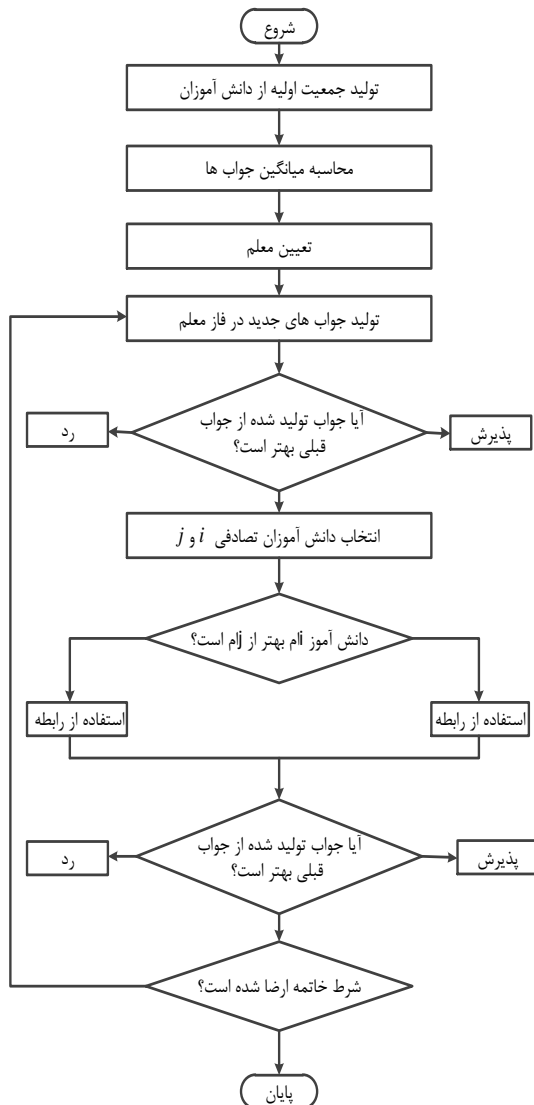 شروع
تولید جمعیت اولیه از دانش آموزان
محاسبه میانگین جواب ها
تعیین معلم
تولید جواب های جدید در فاز معلم
آیا جواب تولید شده از جواب
قبلی بهتر است؟
پذیرش
رد
انتخاب دانش آموزان تصادفی i و j
دانش آموز iام بهتر از jام است؟
استفاده از رابطه
استفاده از رابطه
آیا جواب تولید شده از جواب
قبلی بهتر است؟
پذیرش
رد
شرط خاتمه ارضا شده است؟
پایان